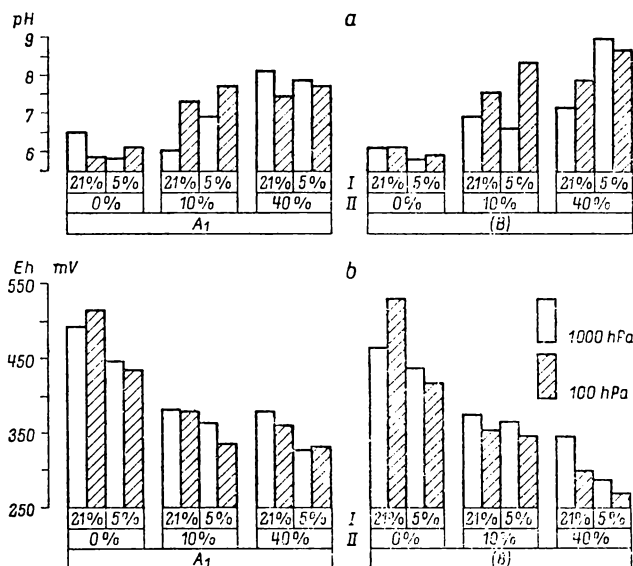 pH a
9
8
7
6
21% 5% 21% 5% 21% 5% I 21% 5% 21% 5% 21% 5%
0% 10% 40% II 0% 10% 40%
A1 (B)
Eh mV b
550
450
350
250
1000 hPa
100 hPa
21% 5% 21% 5% 21% 5% I 21% 5% 21% 5% 21% 5%
0% 10% 40% II 0% 10% 40%
A1 (B)